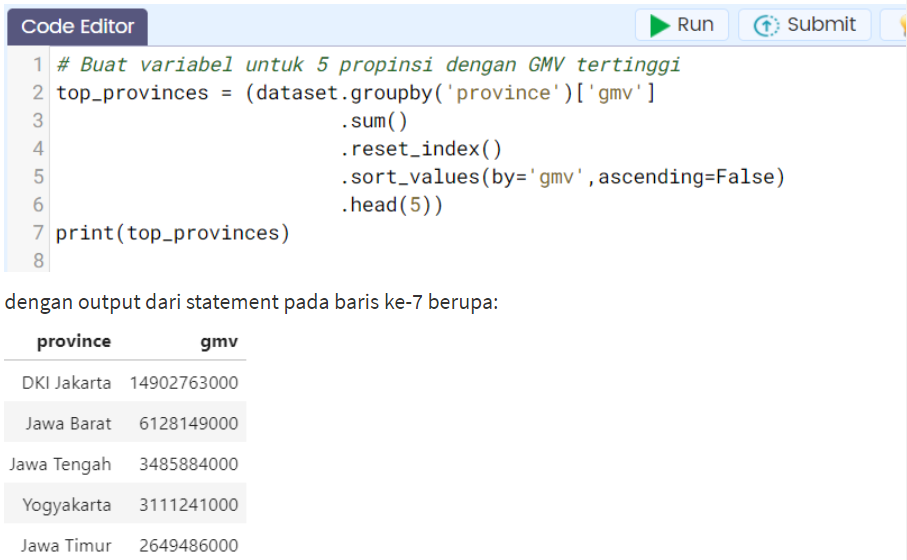 Code Editor
Run
Submit
1 # Buat variabel untuk 5 propinsi dengan GMV tertinggi
2 top_provinces = (dataset.groupby('province')['gmv']
3 .sum()
4 .reset_index()
5 .sort_values(by='gmv',ascending=False)
6 .head(5))
7 print(top_provinces)
8
dengan output dari statement pada baris ke-7 berupa:
province gmv
DKI Jakarta 14902763000
Jawa Barat 6128149000
Jawa Tengah 3485884000
Yogyakarta 3111241000
Jawa Timur 2649486000